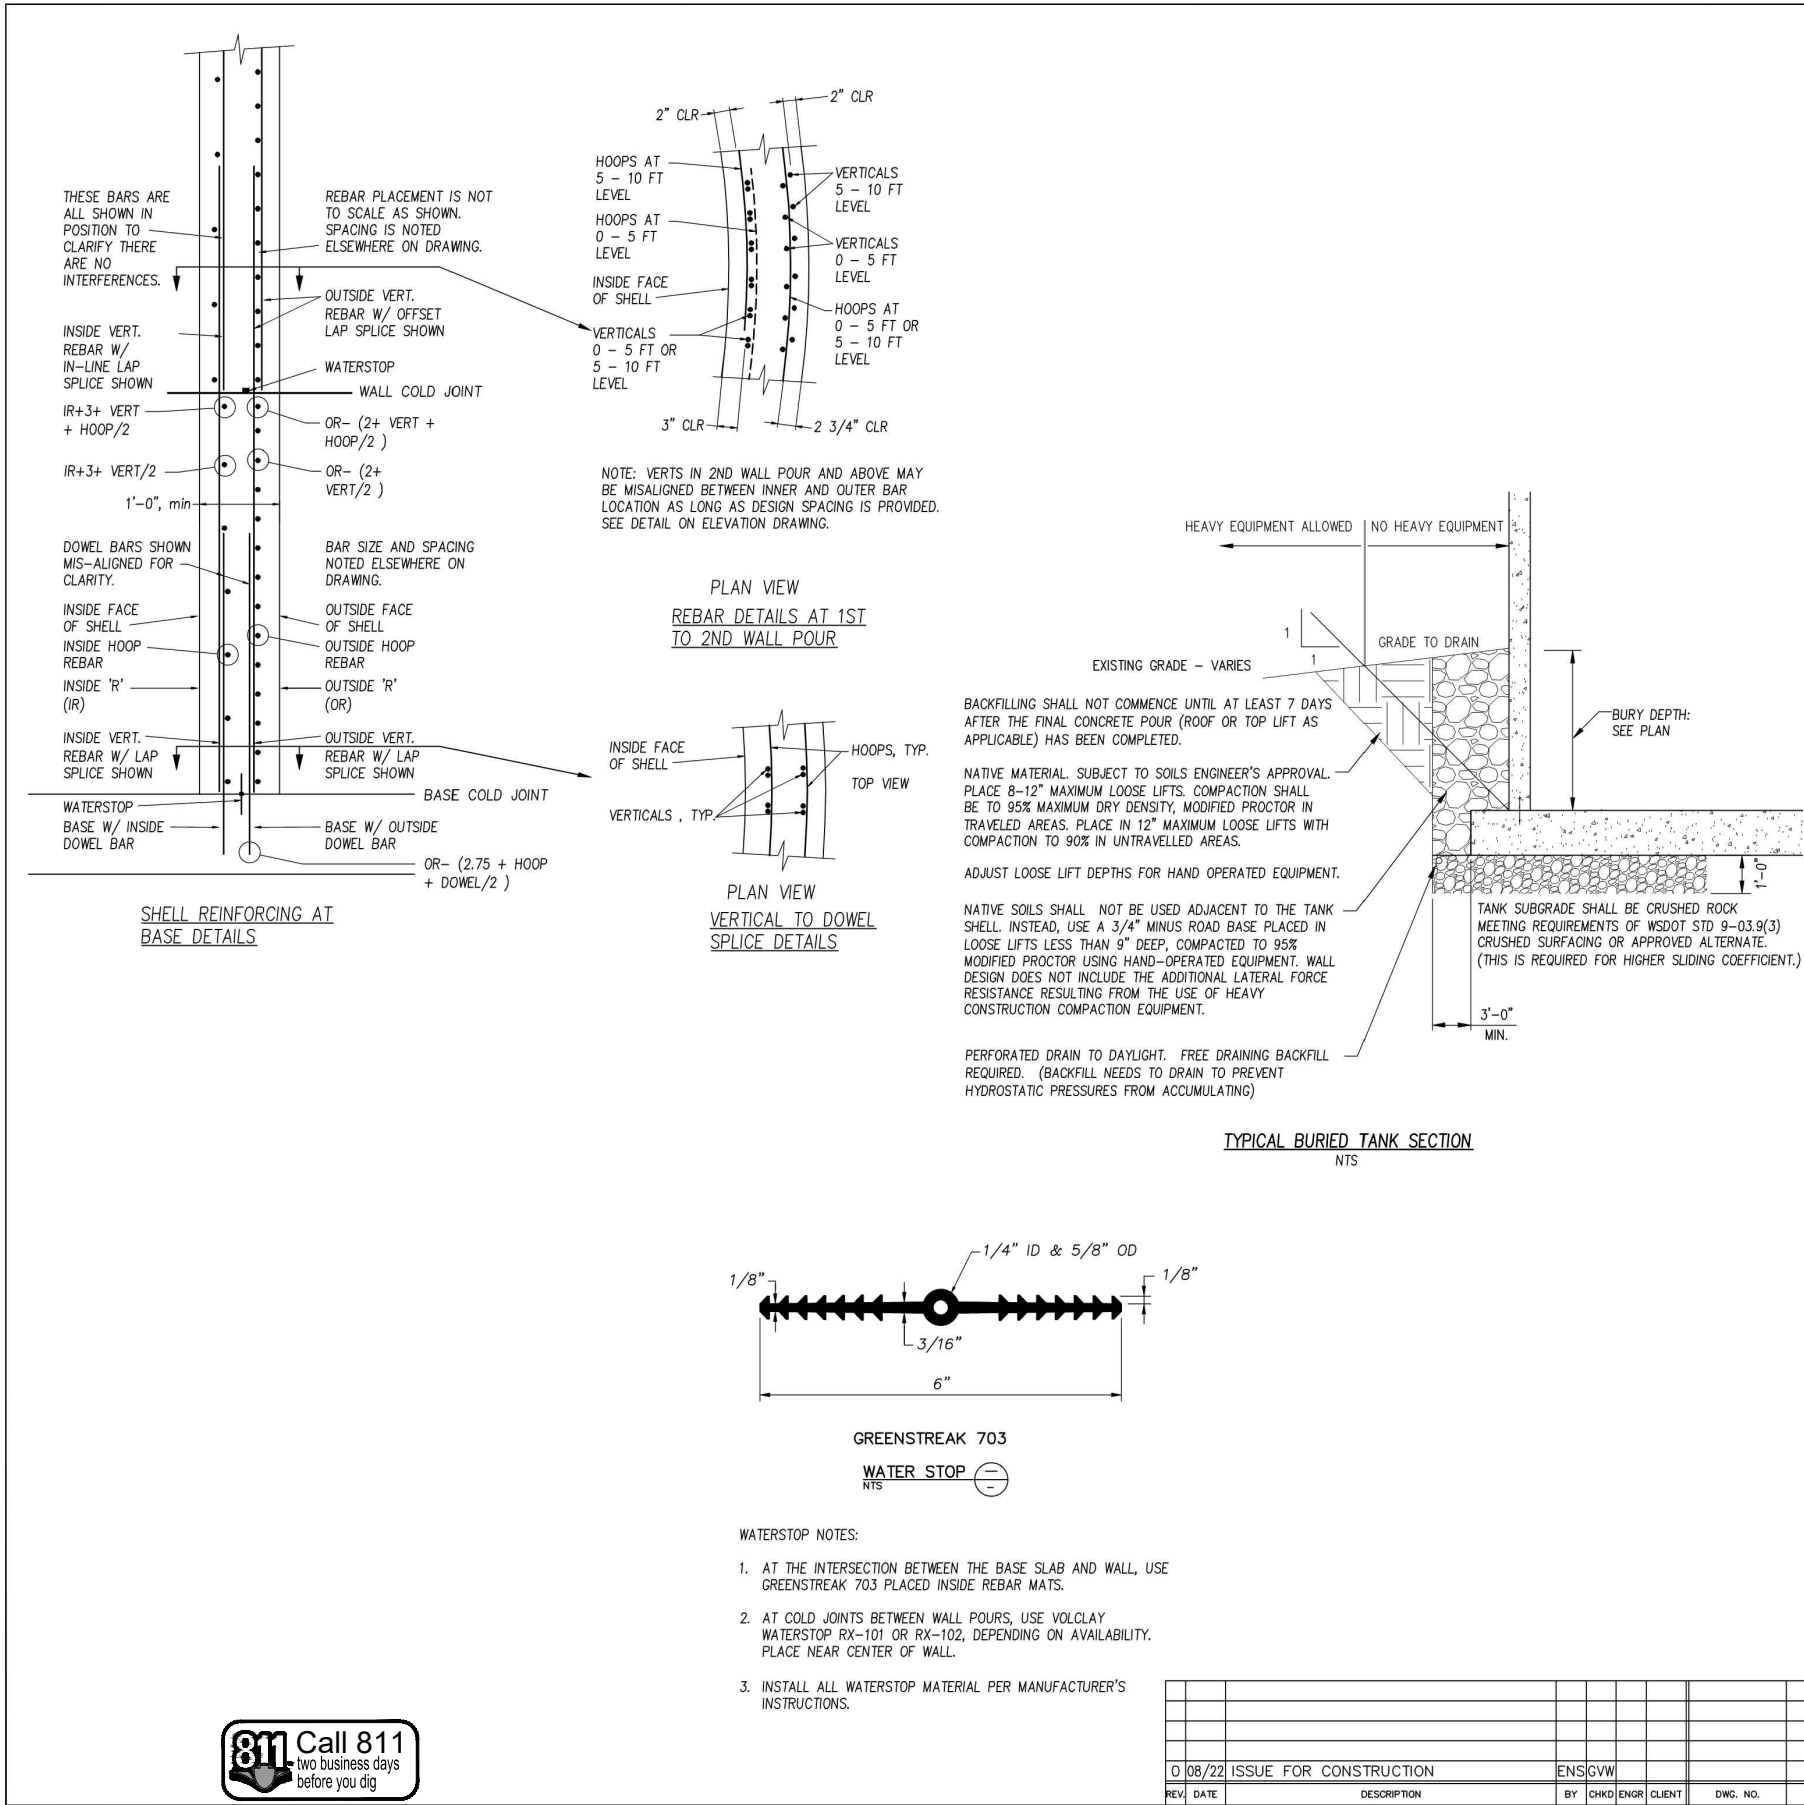 THESE BARS ARE
ALL SHOWN IN
POSITION TO
CLARIFY THERE
ARE NO
INTERFERENCES.
REBAR PLACEMENT IS NOT
TO SCALE AS SHOWN.
SPACING IS NOTED
ELSEWHERE ON DRAWING.
OUTSIDE VERT.
REBAR W/ OFFSET
LAP SPLICE SHOWN
INSIDE VERT.
REBAR W/
IN-LINE LAP
SPLICE SHOWN
WATERSTOP
WALL COLD JOINT
IR+3+ VERT
+ HOOP/2
OR- (2+ VERT +
HOOP/2 )
IR+3+ VERT/2
OR- (2+
VERT/2 )
1'-0", min
DOWEL BARS SHOWN
MIS-ALIGNED FOR
CLARITY.
BAR SIZE AND SPACING
NOTED ELSEWHERE ON
DRAWING.
INSIDE FACE
OF SHELL
OUTSIDE FACE
OF SHELL
INSIDE HOOP
REBAR
OUTSIDE HOOP
REBAR
INSIDE 'R'
(IR)
OUTSIDE 'R'
(OR)
INSIDE VERT.
REBAR W/ LAP
SPLICE SHOWN
OUTSIDE VERT.
REBAR W/ LAP
SPLICE SHOWN
BASE COLD JOINT
WATERSTOP
BASE W/ INSIDE
DOWEL BAR
BASE W/ OUTSIDE
DOWEL BAR
OR- (2.75 + HOOP
+ DOWEL/2 )
SHELL REINFORCING AT
BASE DETAILS
2" CLR
2" CLR
HOOPS AT
5 - 10 FT
LEVEL
HOOPS AT
0 - 5 FT
LEVEL
INSIDE FACE
OF SHELL
VERTICALS
0 - 5 FT OR
5 - 10 FT
LEVEL
VERTICALS
5 - 10 FT
LEVEL
VERTICALS
0 - 5 FT
LEVEL
HOOPS AT
0 - 5 FT OR
5 - 10 FT
LEVEL
3" CLR
2 3/4" CLR
NOTE: VERTS IN 2ND WALL POUR AND ABOVE MAY
BE MISALIGNED BETWEEN INNER AND OUTER BAR
LOCATION AS LONG AS DESIGN SPACING IS PROVIDED.
SEE DETAIL ON ELEVATION DRAWING.
PLAN VIEW
REBAR DETAILS AT 1ST
TO 2ND WALL POUR
INSIDE FACE
OF SHELL
HOOPS, TYP.
TOP VIEW
VERTICALS , TYP.
PLAN VIEW
VERTICAL TO DOWEL
SPLICE DETAILS
HEAVY EQUIPMENT ALLOWED
NO HEAVY EQUIPMENT
1
1
GRADE TO DRAIN
EXISTING GRADE - VARIES
BURY DEPTH:
SEE PLAN
BACKFILLING SHALL NOT COMMENCE UNTIL AT LEAST 7 DAYS
AFTER THE FINAL CONCRETE POUR (ROOF OR TOP LIFT AS
APPLICABLE) HAS BEEN COMPLETED.
NATIVE MATERIAL. SUBJECT TO SOILS ENGINEER'S APPROVAL.
PLACE 8-12" MAXIMUM LOOSE LIFTS. COMPACTION SHALL
BE TO 95% MAXIMUM DRY DENSITY, MODIFIED PROCTOR IN
TRAVELED AREAS. PLACE IN 12" MAXIMUM LOOSE LIFTS WITH
COMPACTION TO 90% IN UNTRAVELLED AREAS.
ADJUST LOOSE LIFT DEPTHS FOR HAND OPERATED EQUIPMENT.
NATIVE SOILS SHALL NOT BE USED ADJACENT TO THE TANK
SHELL. INSTEAD, USE A 3/4" MINUS ROAD BASE PLACED IN
LOOSE LIFTS LESS THAN 9" DEEP, COMPACTED TO 95%
MODIFIED PROCTOR USING HAND-OPERATED EQUIPMENT. WALL
DESIGN DOES NOT INCLUDE THE ADDITIONAL LATERAL FORCE
RESISTANCE RESULTING FROM THE USE OF HEAVY
CONSTRUCTION COMPACTION EQUIPMENT.
PERFORATED DRAIN TO DAYLIGHT. FREE DRAINING BACKFILL
REQUIRED. (BACKFILL NEEDS TO DRAIN TO PREVENT
HYDROSTATIC PRESSURES FROM ACCUMULATING)
1'-0"
TANK SUBGRADE SHALL BE CRUSHED ROCK
MEETING REQUIREMENTS OF WSDOT STD 9-03.9(3)
CRUSHED SURFACING OR APPROVED ALTERNATE.
(THIS IS REQUIRED FOR HIGHER SLIDING COEFFICIENT.)
3'-0"
MIN.
TYPICAL BURIED TANK SECTION
NTS
1/4" ID & 5/8" OD
1/8"
1/8"
3/16"
6"
GREENSTREAK 703
WATER STOP
NTS
WATERSTOP NOTES:
1. AT THE INTERSECTION BETWEEN THE BASE SLAB AND WALL, USE
GREENSTREAK 703 PLACED INSIDE REBAR MATS.
2. AT COLD JOINTS BETWEEN WALL POURS, USE VOLCLAY
WATERSTOP RX-101 OR RX-102, DEPENDING ON AVAILABILITY.
PLACE NEAR CENTER OF WALL.
3. INSTALL ALL WATERSTOP MATERIAL PER MANUFACTURER'S
INSTRUCTIONS.
811 Call 811
two business days
before you dig
0 08/22 ISSUE FOR CONSTRUCTION ENS GVW
REV. DATE DESCRIPTION BY CHKD ENGR CLIENT DWG. NO.